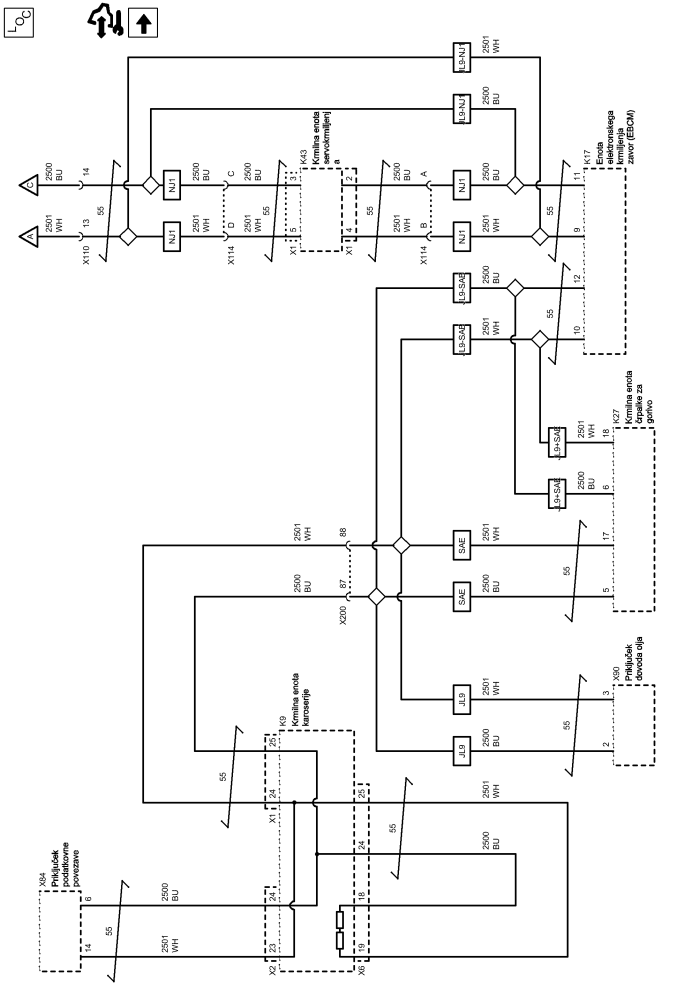 LOC
C
2500
BU
14
A
2501
WH
13
X110
55
NJ1
NJ1
2500
BU
C
2500
BU
2501
WH
D
2501
WH
X114
55
3
5
X1
K43
Krmilna enota
servokrmiljenj
a
2
4
X1
55
2500
BU
A
2501
WH
B
X114
JL9-NJ1
2501
WH
JL9-NJ1
2500
BU
NJ1
2500
BU
NJ1
2501
WH
55
11
9
12
10
K17
Enota
elektronskega
krmiljenja
zavor (EBCM)
JL9-SAE
2500
BU
JL9-SAE
2501
WH
55
JL9+SAE
2501
WH
18
JL9+SAE
2500
BU
6
K27
Krmilna enota
črpalke za
gorivo
2501
WH
88
2500
BU
87
X200
SAE
2501
WH
17
SAE
2500
BU
5
55
JL9
2501
WH
3
JL9
2500
BU
2
55
X90
Priključek
dovoda olja
K9
Krmilna enota
karoserije
25
24
X1
55
25
24
55
2501
WH
2500
BU
18
19
X6
24
23
X2
X84
Priključek
podatkovne
povezave
6
14
55
2500
BU
2501
WH